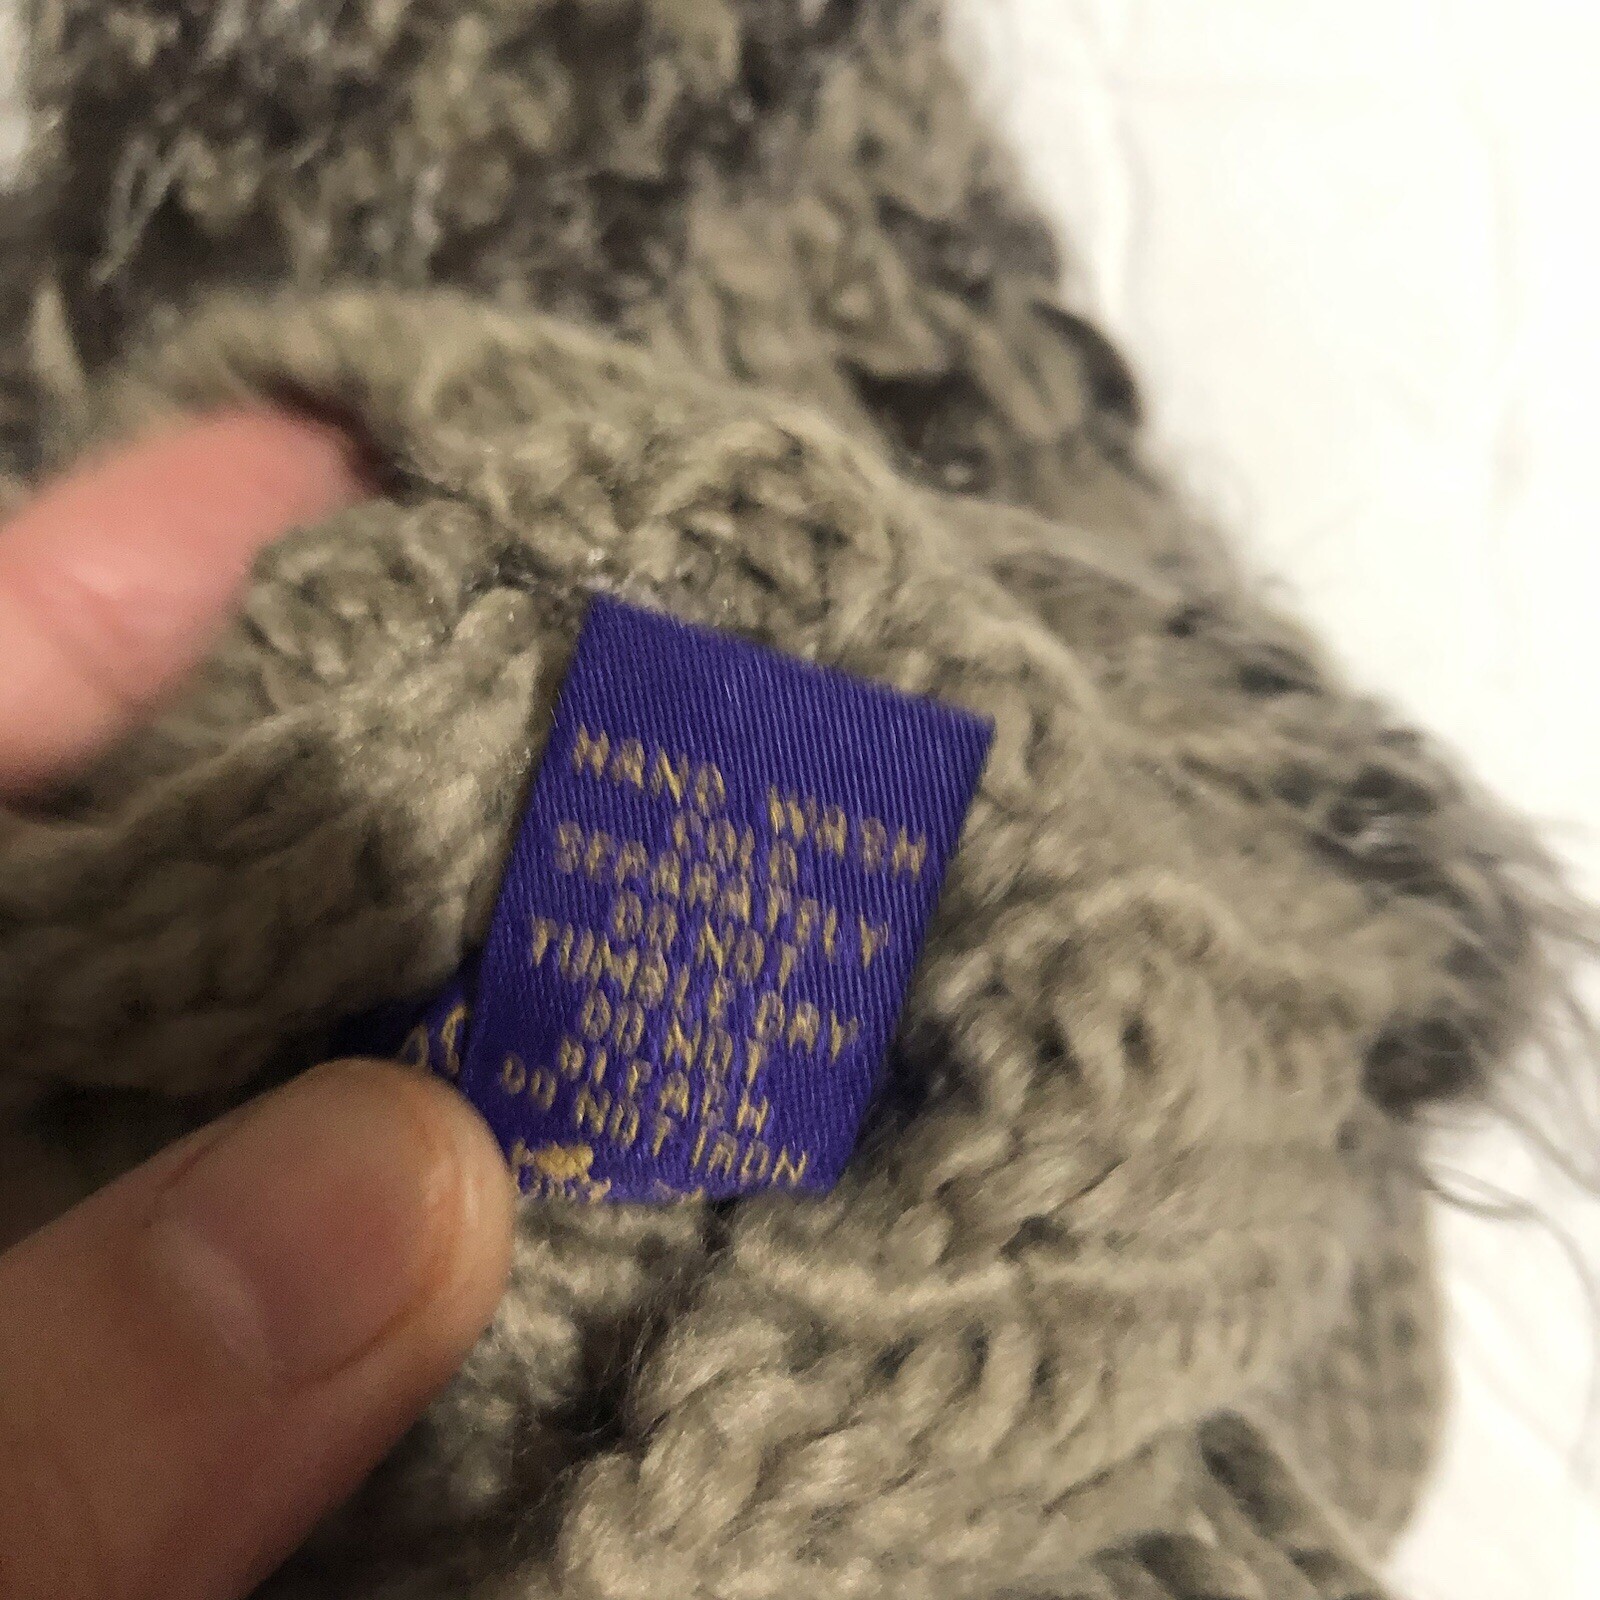 HAND WASH
COLD
SEPARATELY
DO NOT
TUMBLE DRY
DO NOT
BLEACH
DO NOT IRON